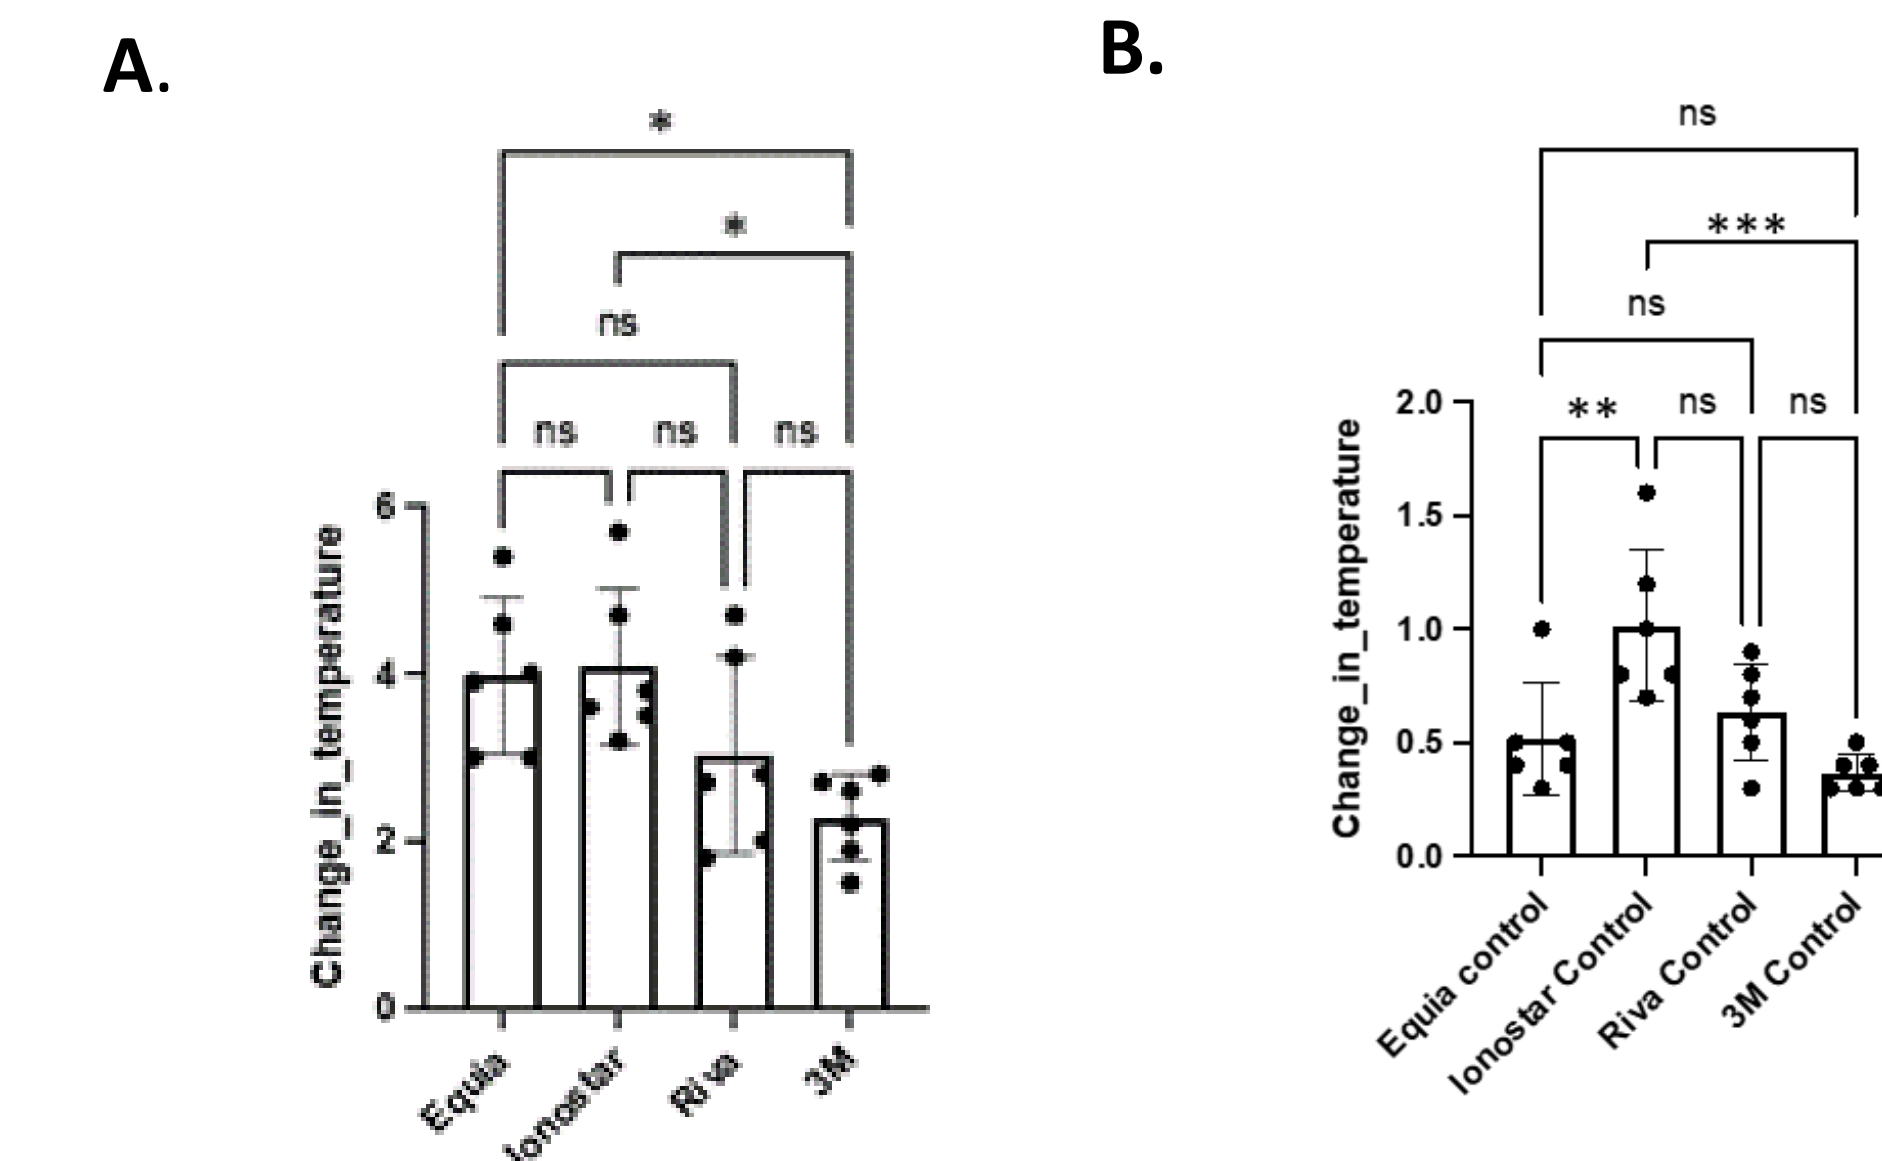 A.
*
*
ns
ns ns ns
Change_in_temperature
6
4
2
0
Equia
Ionostar
Riva
3M
B.
ns
***
ns
** ns ns
Change_in_temperature
2.0
1.5
1.0
0.5
0.0
Equia control
Ionostar Control
Riva Control
3M Control